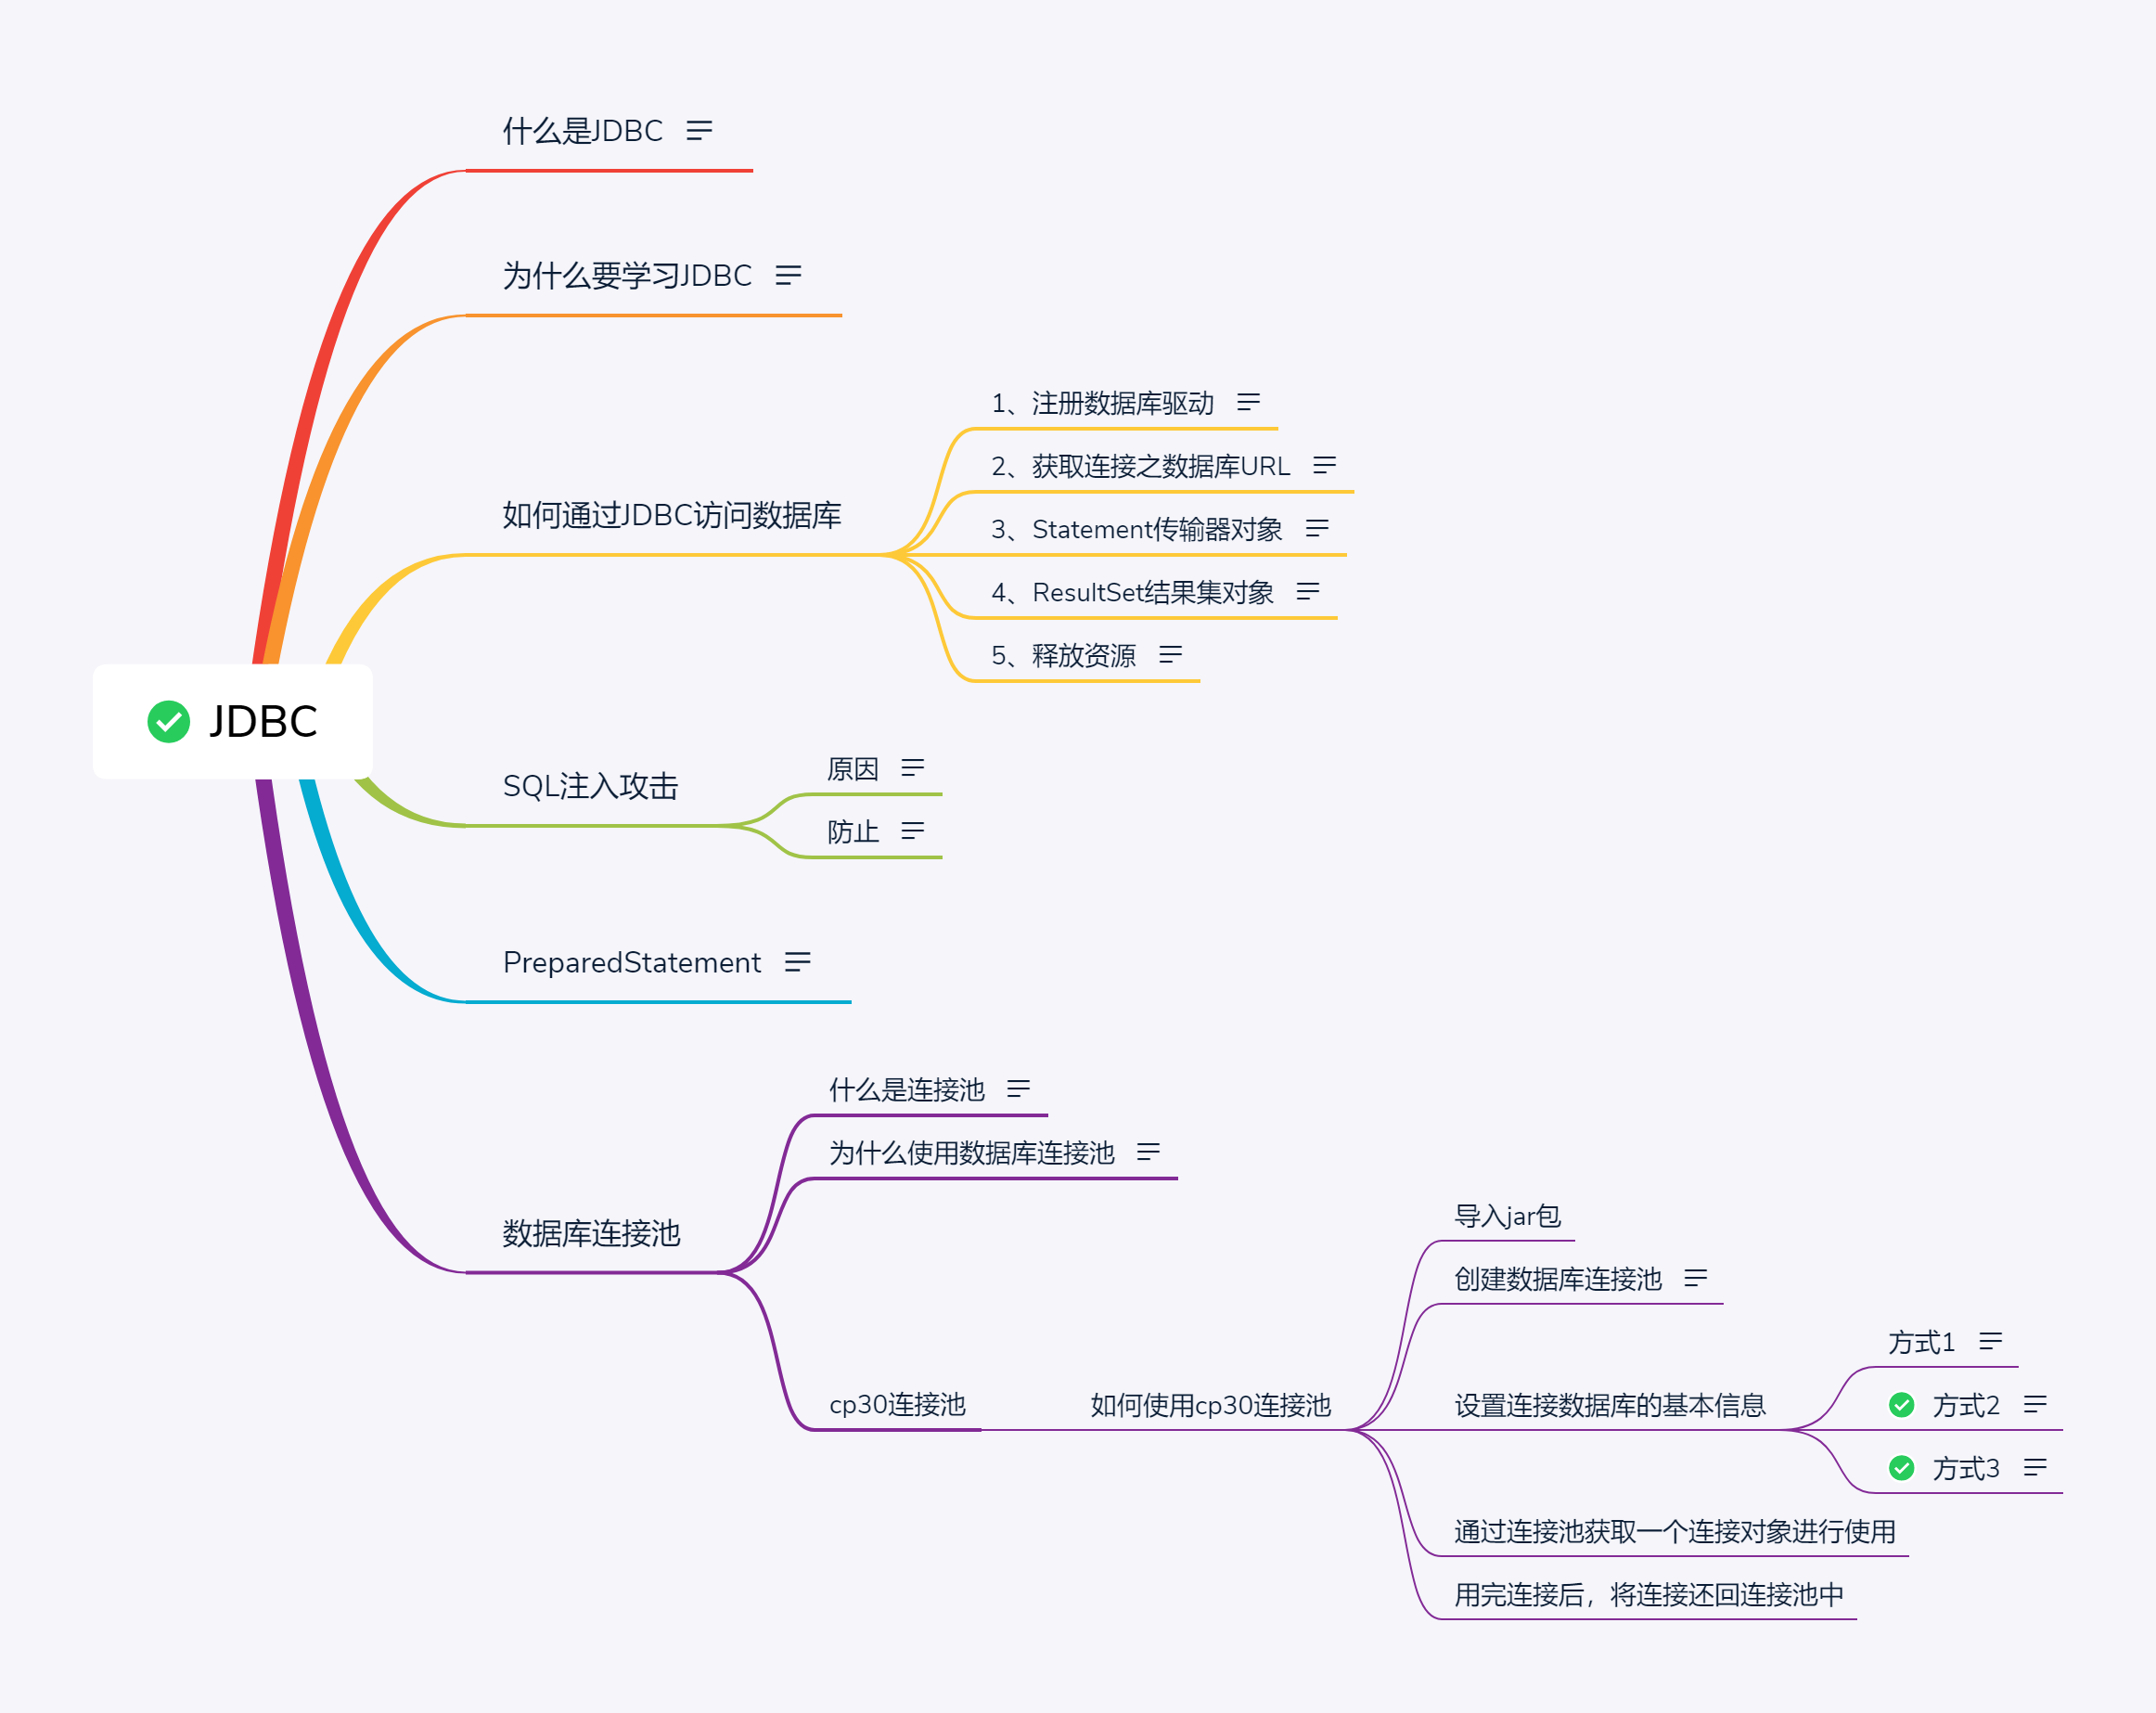 什么是JDBC
为什么要学习JDBC
如何通过JDBC访问数据库
1、注册数据库驱动
2、获取连接之数据库URL
3、Statement传输器对象
4、ResultSet结果集对象
5、释放资源
JDBC
SQL注入攻击
原因
防止
PreparedStatement
数据库连接池
什么是连接池
为什么使用数据库连接池
cp30连接池
如何使用cp30连接池
导入jar包
创建数据库连接池
设置连接数据库的基本信息
方式1
方式2
方式3
通过连接池获取一个连接对象进行使用
用完连接后，将连接还回连接池中